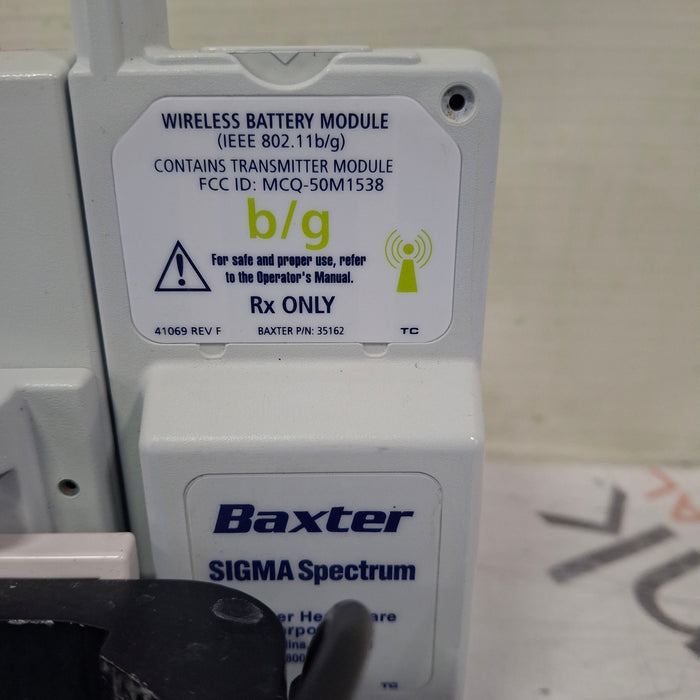 WIRELESS BATTERY MODULE
(IEEE 802.11b/g)
CONTAINS TRANSMITTER MODULE
FCC ID: MCQ-50M1538
b/g
For safe and proper use, refer
to the Operator's Manual.
Rx ONLY
41069 REV F BAXTER P/N: 35162 TC
Baxter
SIGMA Spectrum
TC